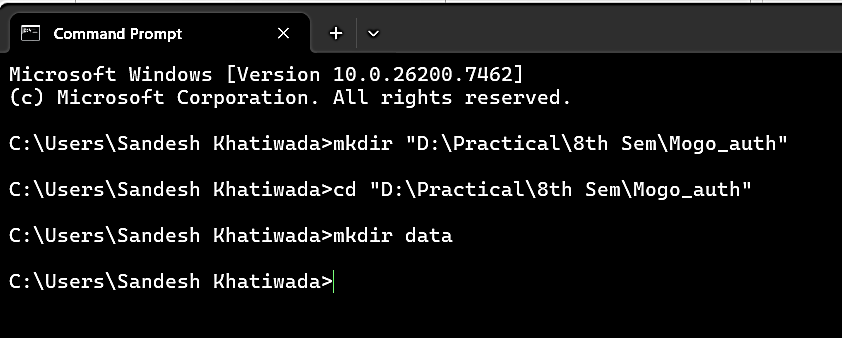 Command Prompt
Microsoft Windows [Version 10.0.26200.7462]
(c) Microsoft Corporation. All rights reserved.
C:\Users\Sandesh Khatiwada>mkdir "D:\Practical\8th Sem\Mogo_auth"
C:\Users\Sandesh Khatiwada>cd "D:\Practical\8th Sem\Mogo_auth"
C:\Users\Sandesh Khatiwada>mkdir data
C:\Users\Sandesh Khatiwada>